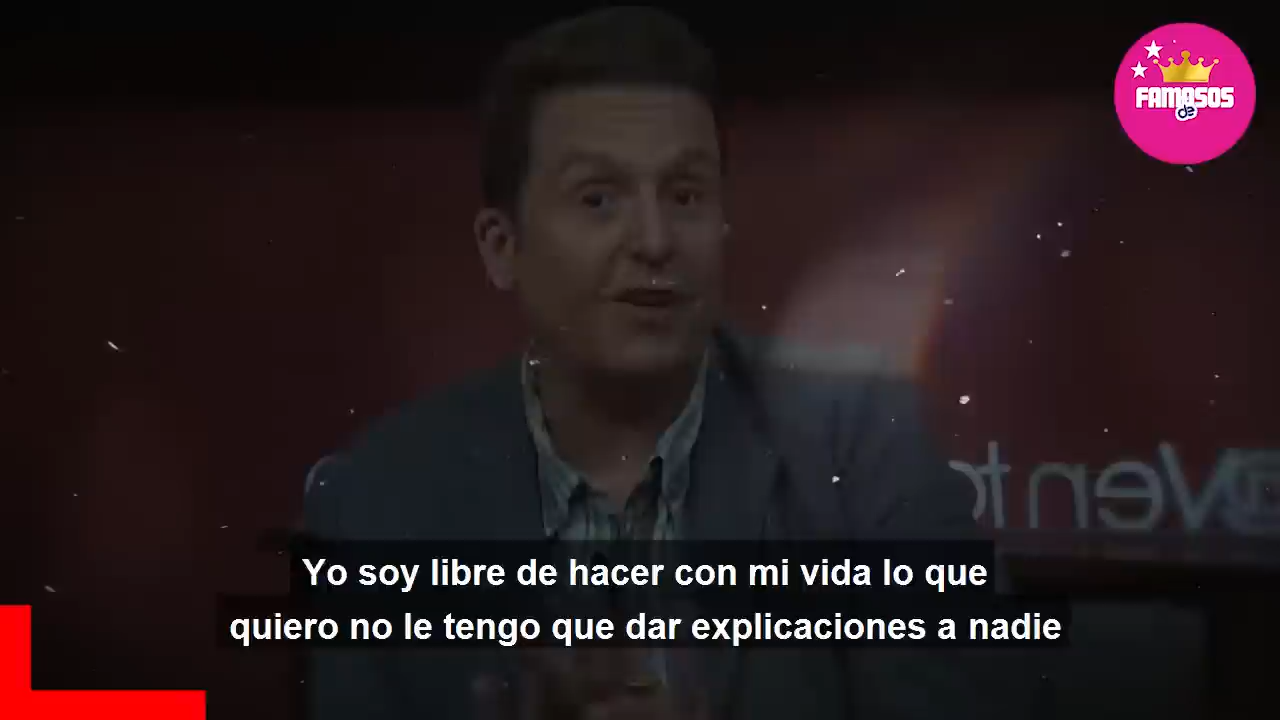 FAMOSOS
de
@Vento
Yo soy libre de hacer con mi vida lo que
quiero no le tengo que dar explicaciones a nadie